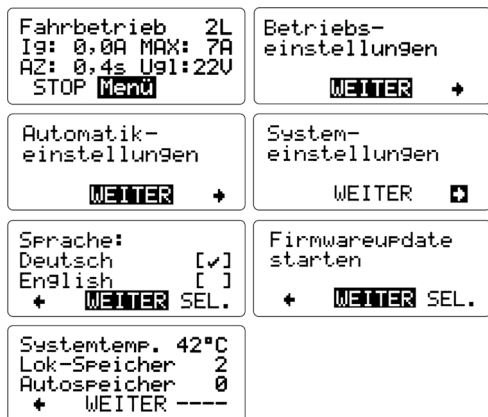 Fahrbetrieb 2L
Ig: 0,0A MAX: 7A
AZ: 0,4s Ugl:22V
STOP Menü
Betriebs-
einstellungen
WEITER →
Automatik-
einstellungen
WEITER →
System-
einstellungen
WEITER →
Sprache:
Deutsch [✓]
English [ ]
← WEITER SEL.
Firmwareupdate
starten
← WEITER SEL.
Systemtemp. 42°C
Lok-Speicher 2
Autospeicher 0
← WEITER ----